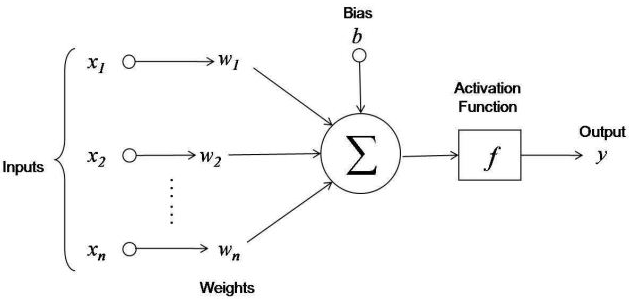 Bias
b
x1 w1
Activation
Function
Inputs x2 w2 Σ f Output
y
xn wn
Weights